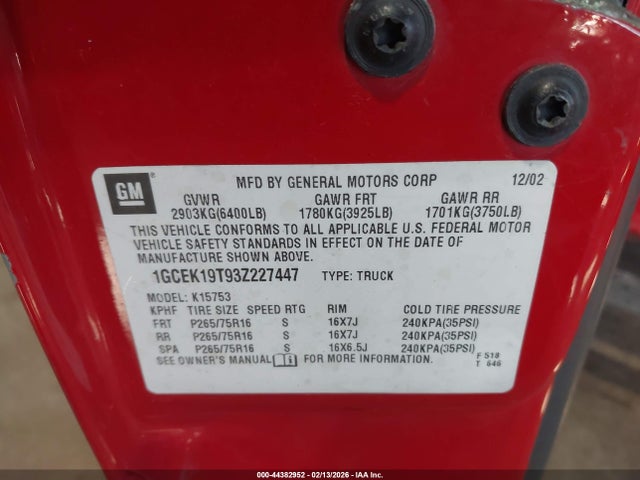 GM
MFD BY GENERAL MOTORS CORP 12/02
GVWR GAWR FRT GAWR RR
2903KG(6400LB) 1780KG(3925LB) 1701KG(3750LB)
THIS VEHICLE CONFORMS TO ALL APPLICABLE U.S. FEDERAL MOTOR
VEHICLE SAFETY STANDARDS IN EFFECT ON THE DATE OF
MANUFACTURE SHOWN ABOVE.
1GCEK19T93Z227447 TYPE: TRUCK
MODEL: K15753
KPHF TIRE SIZE SPEED RTG RIM COLD TIRE PRESSURE
FRT P265/75R16 S 16X7J 240KPA(35PSI)
RR P265/75R16 S 16X7J 240KPA(35PSI)
SPA P265/75R16 S 16X6.5J 240KPA(35PSI)
SEE OWNER'S MANUAL FOR MORE INFORMATION. F 518
T 546
000-44382952 - 02/13/2026 - IAA Inc.